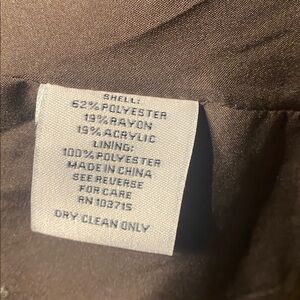 SHELL:
62% POLYESTER
19% RAYON
19% ACRYLIC
LINING:
100% POLYESTER
MADE IN CHINA
SEE REVERSE
FOR CARE
RN 103715
DRY CLEAN ONLY